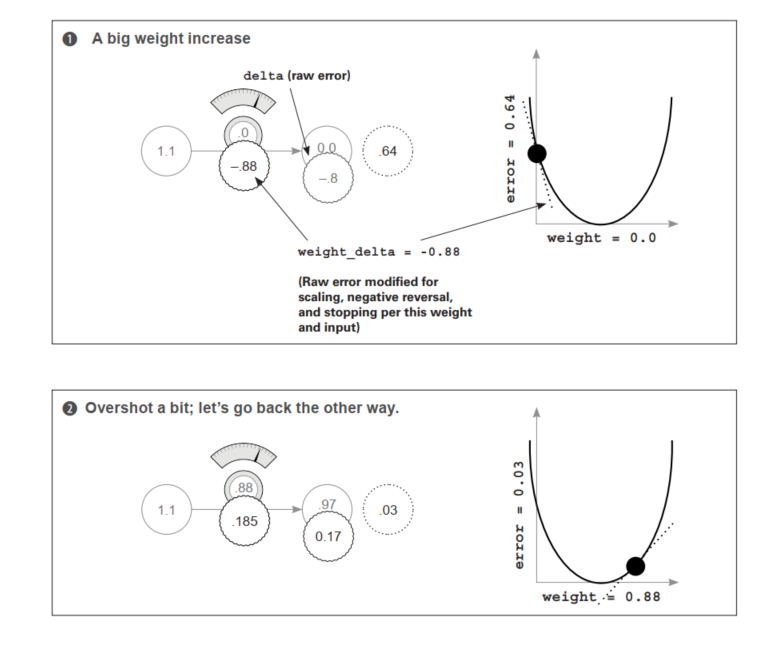 1 A big weight increase
delta (raw error)
.0
1.1
0.0
.64
–.88
–.8
error = 0.64
weight = 0.0
weight_delta = -0.88
(Raw error modified for
scaling, negative reversal,
and stopping per this weight
and input)
2 Overshot a bit; let’s go back the other way.
.88
1.1
.97
.03
.185
0.17
error = 0.03
weight = 0.88